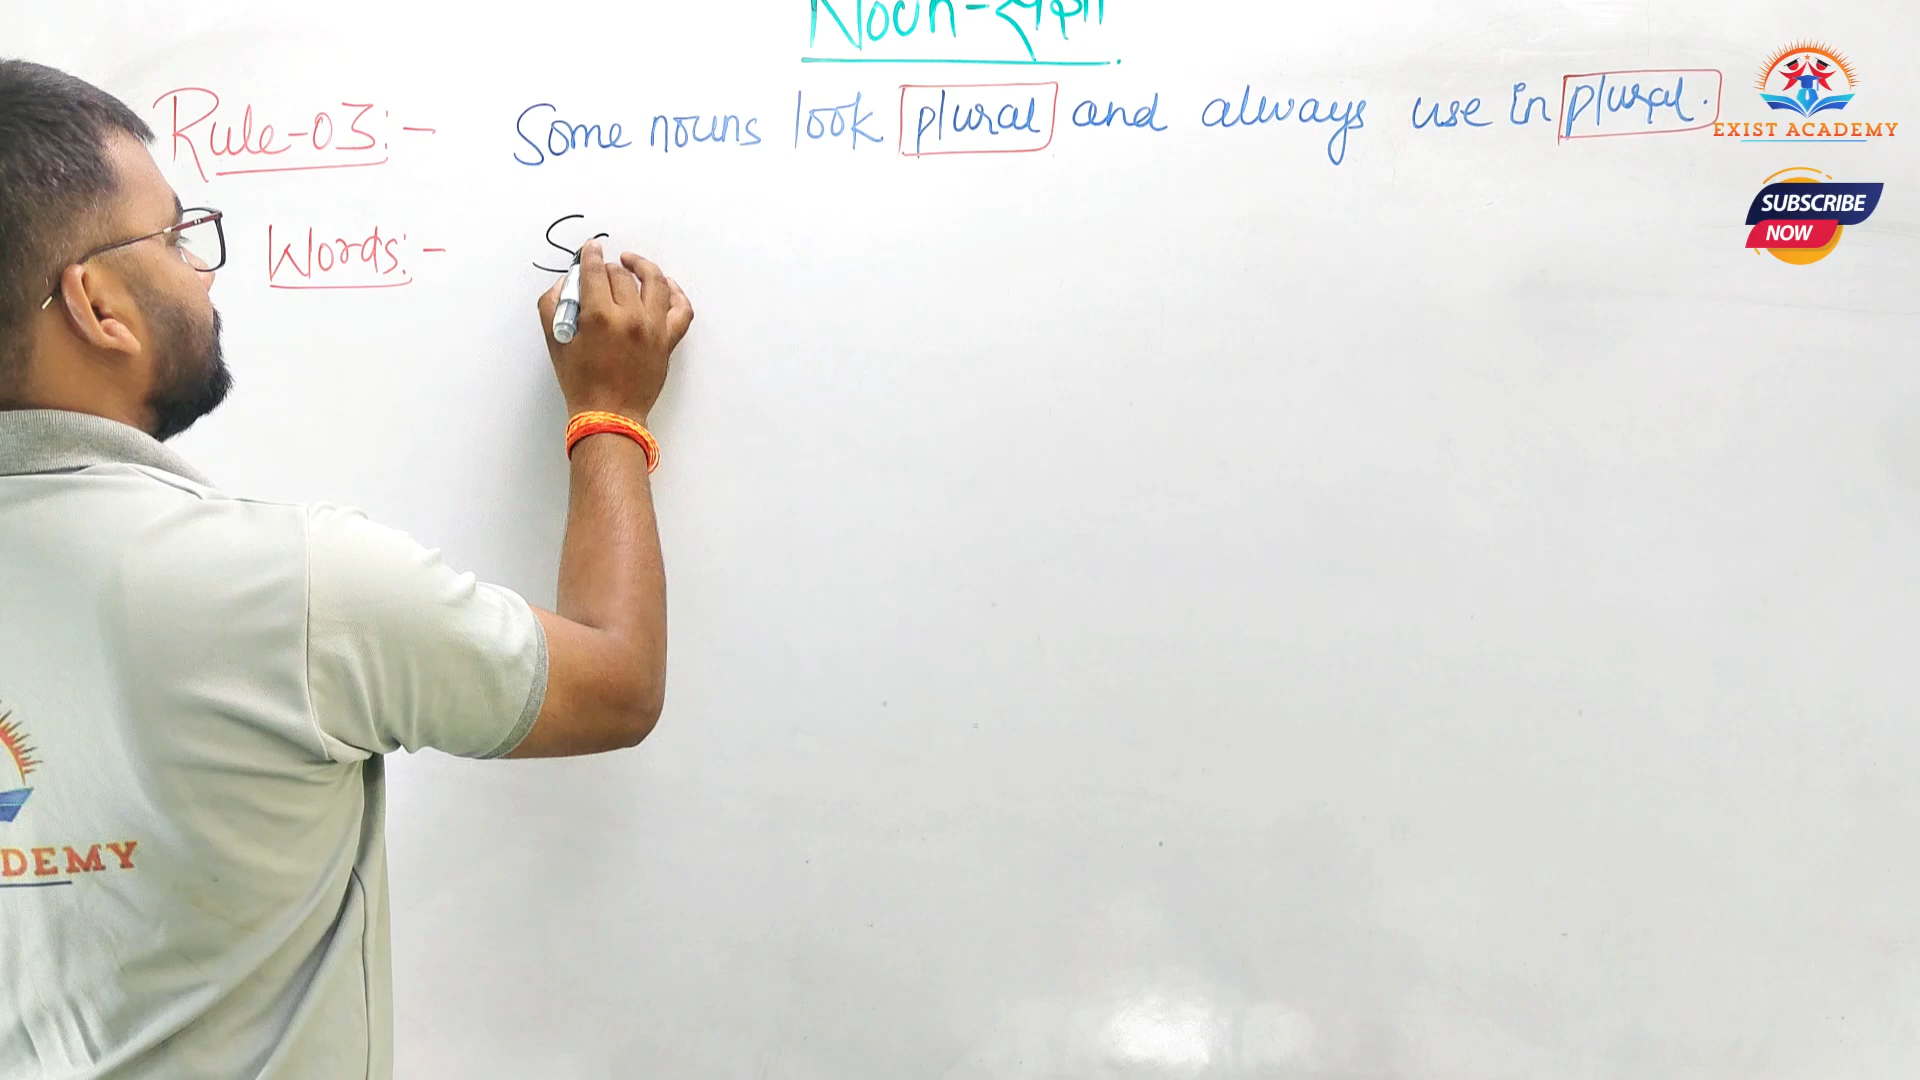 Noun-संज्ञा
Rule-03:- Some nouns look plural and always use in plural.
EXIST ACADEMY
SUBSCRIBE
NOW
Words:- S
DEMY